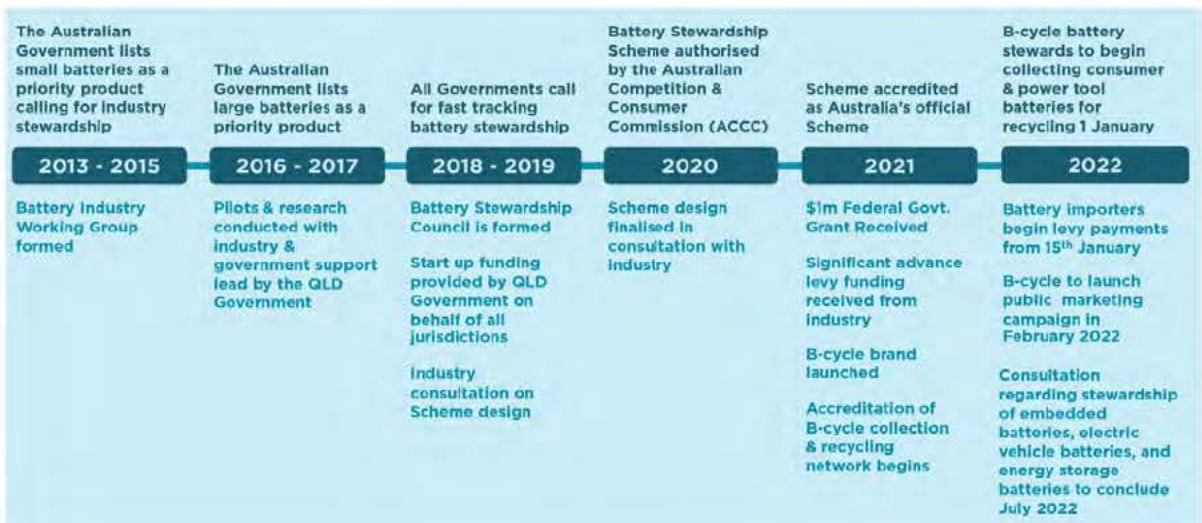 The Australian
Government lists
small batteries as a
priority product
calling for industry
stewardship
2013 - 2015
Battery Industry
Working Group
formed
The Australian
Government lists
large batteries as a
priority product
2016 - 2017
Pilots & research
conducted with
industry &
government support
lead by the QLD
Government
All Governments call
for fast tracking
battery stewardship
2018 - 2019
Battery Stewardship
Council is formed
Start up funding
provided by QLD
Government on
behalf of all
jurisdictions
Industry
consultation on
Scheme design
Battery Stewardship
Scheme authorised
by the Australian
Competition &
Consumer
Commission (ACCC)
2020
Scheme design
finalised in
consultation with
industry
Scheme accredited
as Australia's official
Scheme
2021
$1m Federal Govt.
Grant Received
Significant advance
levy funding
received from
industry
B-cycle brand
launched
Accreditation of
B-cycle collection
& recycling
network begins
B-cycle battery
stewards to begin
collecting consumer
& power tool
batteries for
recycling 1 January
2022
Battery importers
begin levy payments
from 15th January
B-cycle to launch
public marketing
campaign in
February 2022
Consultation
regarding stewardship
of embedded
batteries, electric
vehicle batteries, and
energy storage
batteries to conclude
July 2022